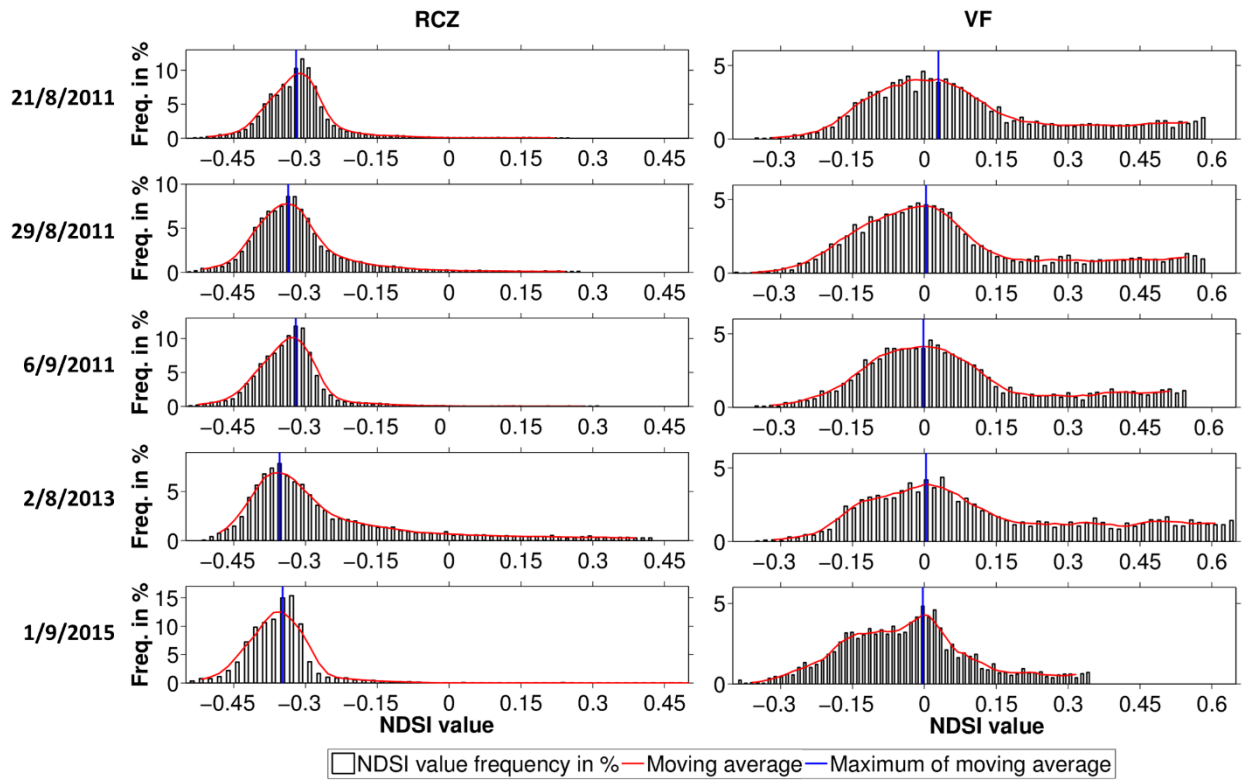 RCZ VF
21/8/2011
Freq. in %
10
5
0
−0.45 −0.3 −0.15 0 0.15 0.3 0.45
5
0
−0.3 −0.15 0 0.15 0.3 0.45 0.6
29/8/2011
Freq. in %
10
5
0
−0.45 −0.3 −0.15 0 0.15 0.3 0.45
5
0
−0.3 −0.15 0 0.15 0.3 0.45 0.6
6/9/2011
Freq. in %
10
5
0
−0.45 −0.3 −0.15 0 0.15 0.3 0.45
5
0
−0.3 −0.15 0 0.15 0.3 0.45 0.6
2/8/2013
Freq. in %
5
0
−0.45 −0.3 −0.15 0 0.15 0.3 0.45
5
0
−0.3 −0.15 0 0.15 0.3 0.45 0.6
1/9/2015
Freq. in %
15
10
5
0
−0.45 −0.3 −0.15 0 0.15 0.3 0.45
5
0
−0.3 −0.15 0 0.15 0.3 0.45 0.6
NDSI value NDSI value
NDSI value frequency in % Moving average Maximum of moving average